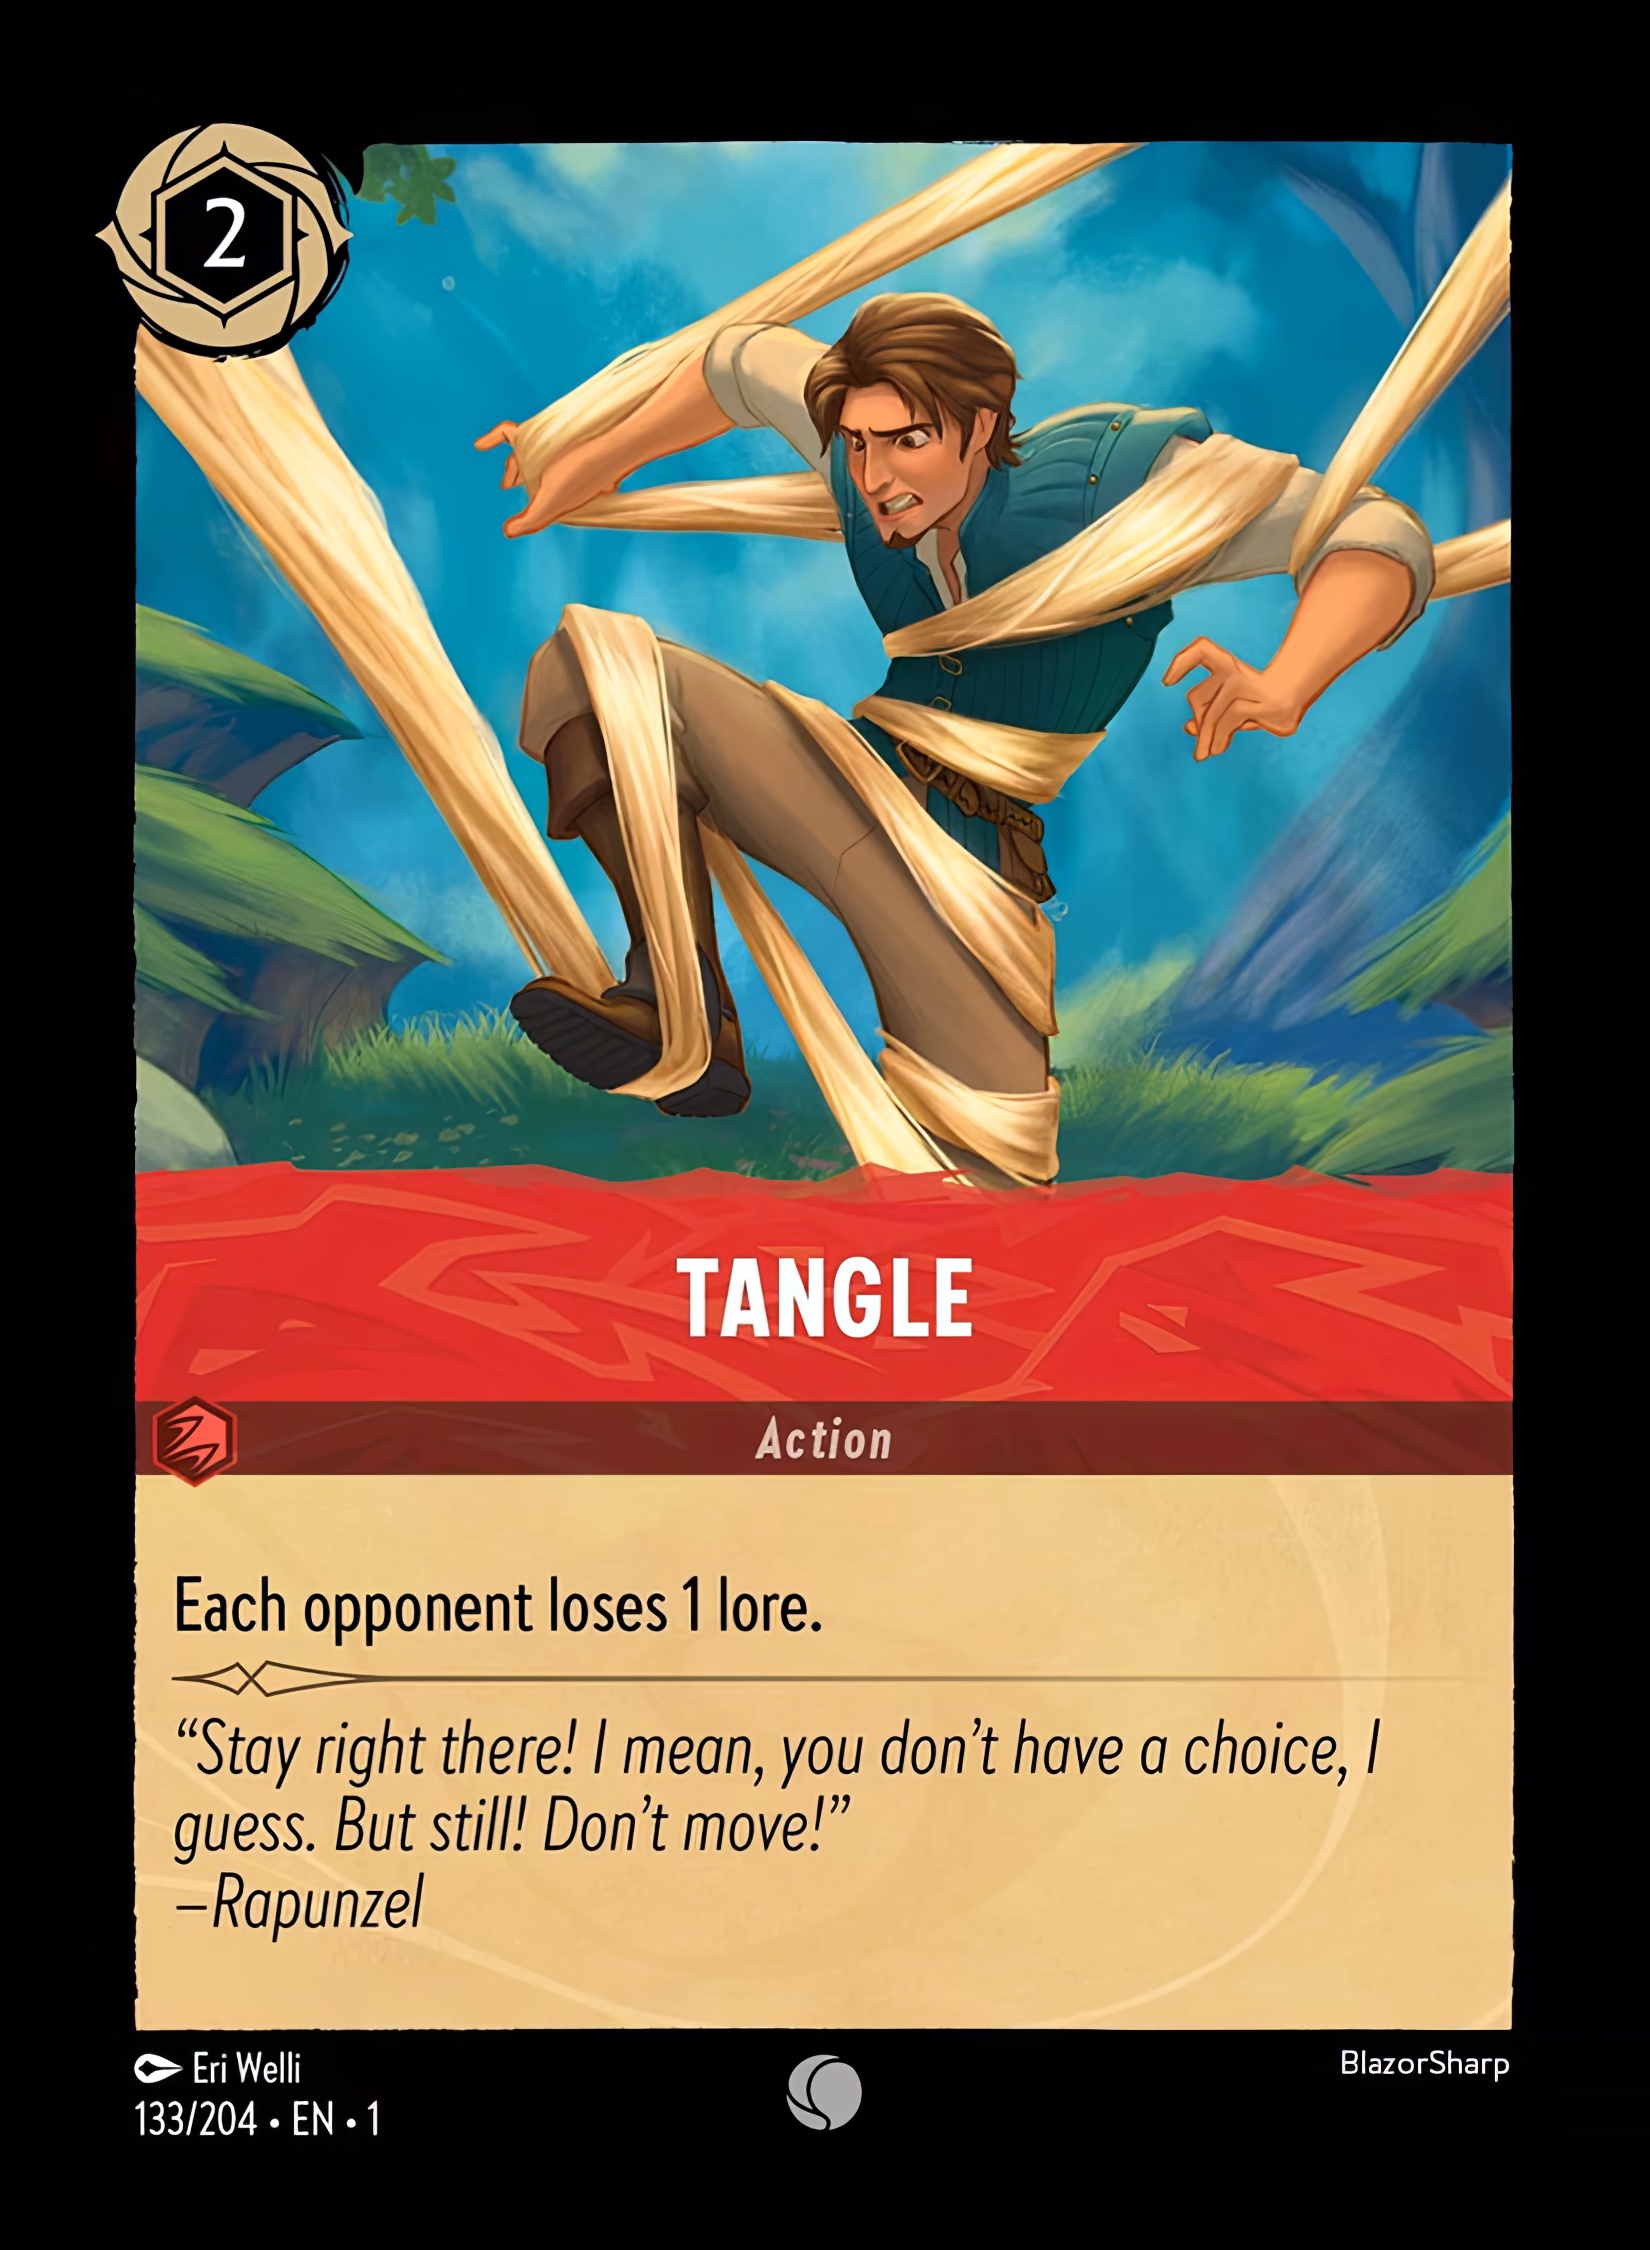 2
TANGLE
Action
Each opponent loses 1 lore.
“Stay right there! I mean, you don’t have a choice, I
guess. But still! Don’t move!”
–Rapunzel
Eri Welli
BlazorSharp
133/204 • EN • 1